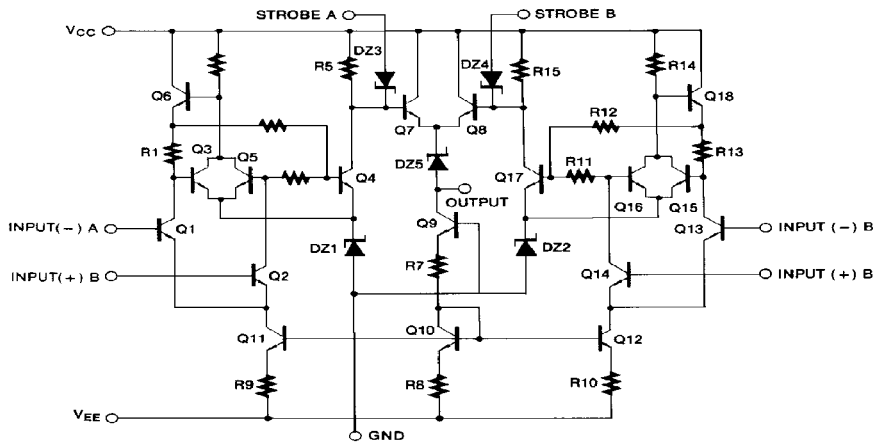 STROBE A
STROBE B
VCC
DZ3
DZ4
R5
R15
R14
Q6
Q18
Q7
Q8
R12
R1
Q3
Q5
DZ5
R13
Q4
Q17
R11
OUTPUT
Q16
Q15
INPUT(-) A
Q1
Q9
Q13
INPUT (-) B
DZ1
DZ2
INPUT(+) B
Q2
R7
Q14
INPUT (+) B
Q11
Q10
Q12
R9
R8
R10
VEE
GND